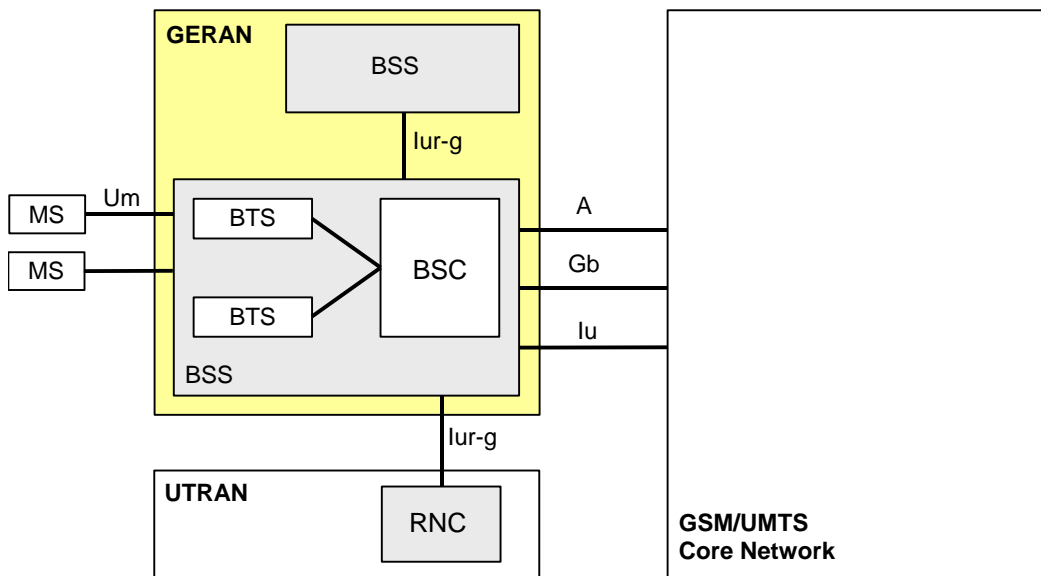 GERAN
BSS
Iur-g
Um
MS
BTS
BSC
A
MS
Gb
BTS
Iu
BSS
Iur-g
UTRAN
RNC
GSM/UMTS
Core Network